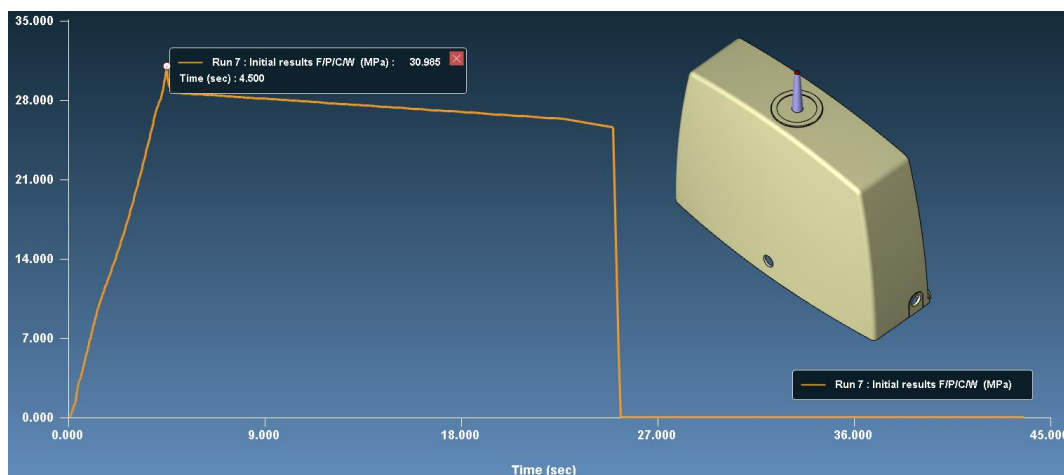 35.000
28.000
21.000
14.000
7.000
0.000
Run 7 : Initial results F/P/C/W (MPa) : 30.985
Time (sec) : 4.500
Run 7 : Initial results F/P/C/W (MPa)
0.000 9.000 18.000 27.000 36.000 45.000
Time (sec)